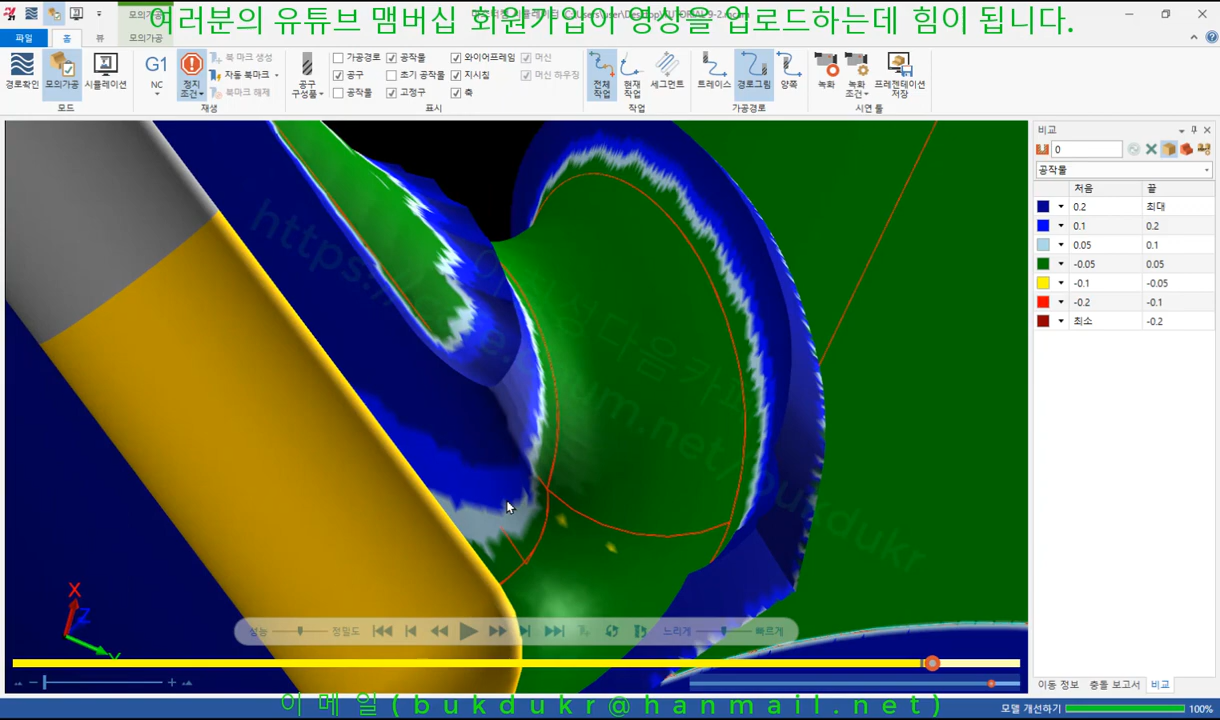 여러분의 유튜브 맴버십 회원가입이 영상을 업로드하는데 힘이 됩니다.
모의가공
파일
홈
뷰
모의가공
경로확인
모의가공
시뮬레이션
모드
G1
NC
정지
조건
북마크 생성
자동 북마크
북마크 해제
재생
공구
구성품
가공경로
공작물
와이어프레임
머신
공구
초기 공작물
지시침
머신 하우징
공작물
고정구
축
표시
전체
작업
현재
작업
세그먼트
작업
트레이스
경로그림
양쪽
가공경로
녹화
녹화
조건
프레젠테이션
저장
시연 툴
비교
0
공작물
처음
끝
0.2
최대
0.1
0.2
0.05
0.1
-0.05
0.05
-0.1
-0.05
-0.2
-0.1
최소
-0.2
X
Z
Y
성능
정밀도
느리게
빠르게
이동 정보
충돌 보고서
비교
이 메 일 ( b u k d u k r @ h a n m a i l . n e t )
모델 개선하기
100%